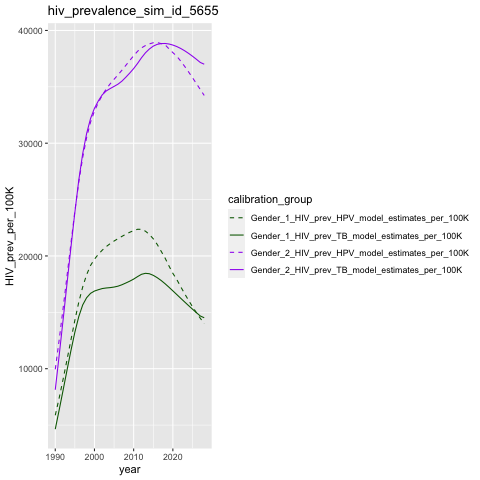 hiv_prevalence_sim_id_5655
HIV_prev_per_100K
40000
30000
20000
10000
1990 2000 2010 2020
year
calibration_group
Gender_1_HIV_prev_HPV_model_estimates_per_100K
Gender_1_HIV_prev_TB_model_estimates_per_100K
Gender_2_HIV_prev_HPV_model_estimates_per_100K
Gender_2_HIV_prev_TB_model_estimates_per_100K